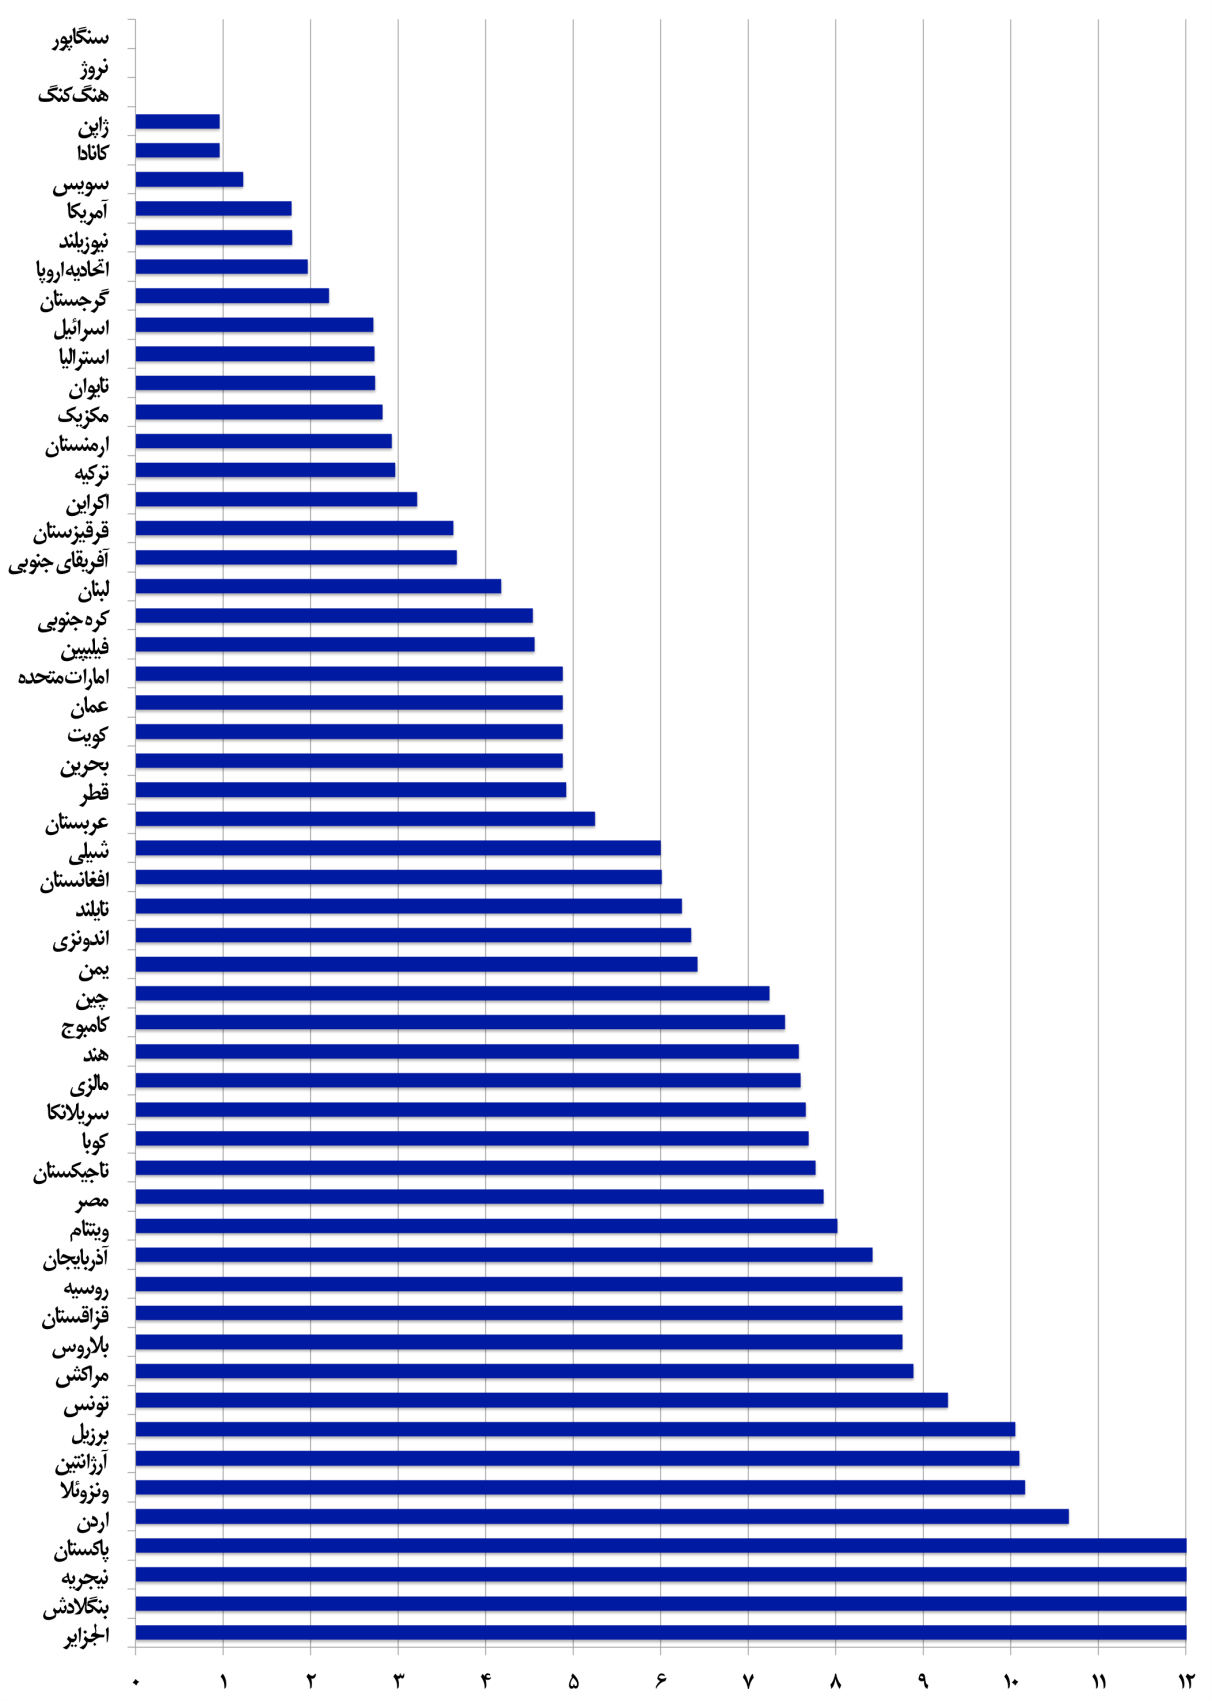 سنگاپور
نروژ
هنگ‌کنگ
ژاپن
کانادا
سویس
آمریکا
نیوزیلند
اتحادیه‌اروپا
گرجستان
اسرائیل
استرالیا
تایوان
مکزیک
ارمنستان
ترکیه
اکراین
قرقیزستان
آفریقای جنوبی
لبنان
کره‌جنوبی
فیلیپین
امارات‌متحده
عمان
کویت
بحرین
قطر
عربستان
شیلی
افغانستان
تایلند
اندونزی
یمن
چین
کامبوج
هند
مالزی
سریلانکا
کوبا
تاجیکستان
مصر
ویتنام
آذربایجان
روسیه
قزاقستان
بلاروس
مراکش
تونس
برزیل
آرژانتین
ونزوئلا
اردن
پاکستان
نیجریه
بنگلادش
الجزایر
۰ ۱ ۲ ۳ ۴ ۵ ۶ ۷ ۸ ۹ ۱۰ ۱۱ ۱۲